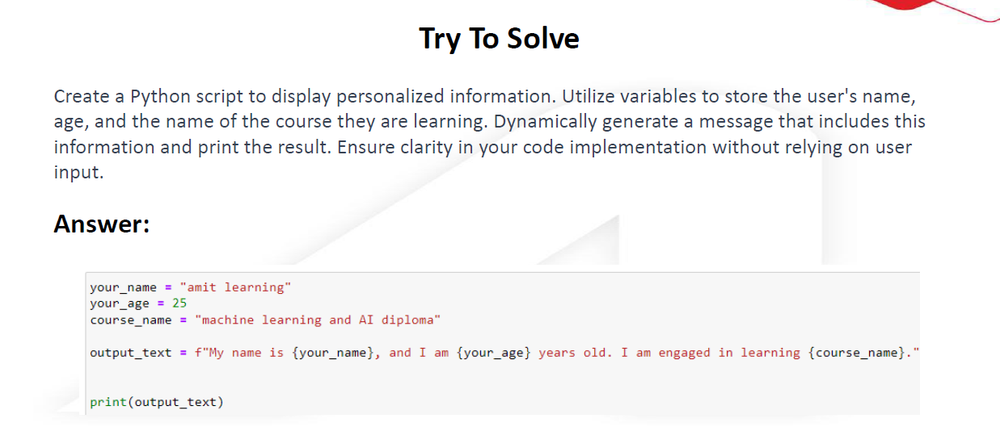 Try To Solve
Create a Python script to display personalized information. Utilize variables to store the user's name,
age, and the name of the course they are learning. Dynamically generate a message that includes this
information and print the result. Ensure clarity in your code implementation without relying on user
input.
Answer:
your_name = "amit learning"
your_age = 25
course_name = "machine learning and AI diploma"
output_text = f"My name is {your_name}, and I am {your_age} years old. I am engaged in learning {course_name}."
print(output_text)